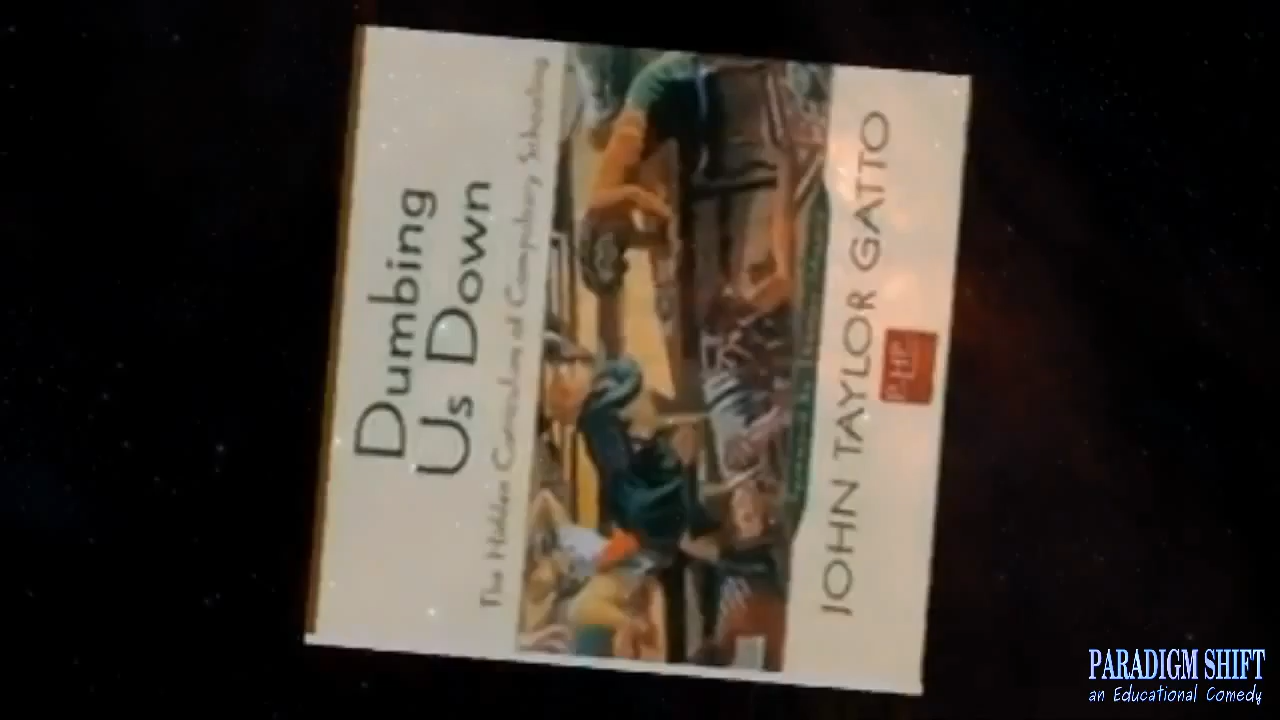 Dumbing
Us Down
The Hidden Curriculum of Compulsory Schooling
JOHN TAYLOR GATTO
PARADIGM SHIFT
an Educational Comedy